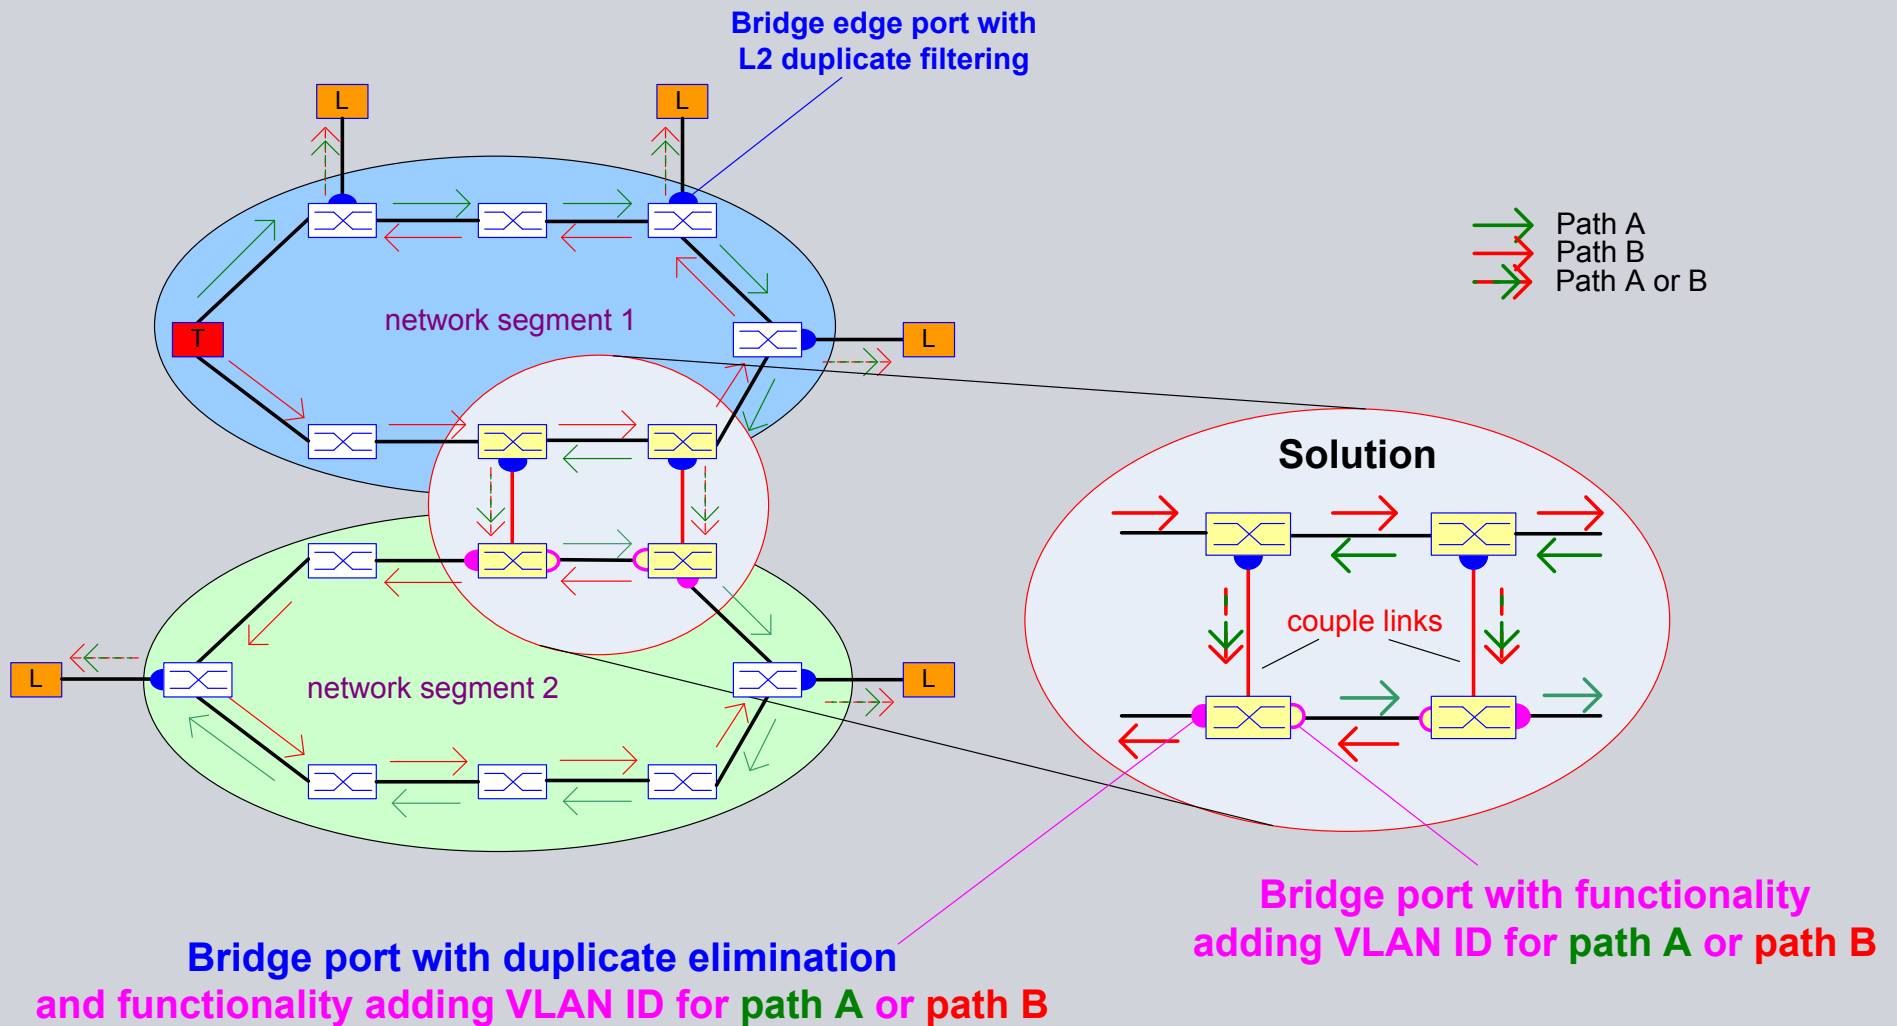 Bridge edge port with
L2 duplicate filtering
L
L
Path A
Path B
Path A or B
network segment 1
T
L
Solution
couple links
L
network segment 2
L
Bridge port with functionality
adding VLAN ID for path A or path B
Bridge port with duplicate elimination
and functionality adding VLAN ID for path A or path B